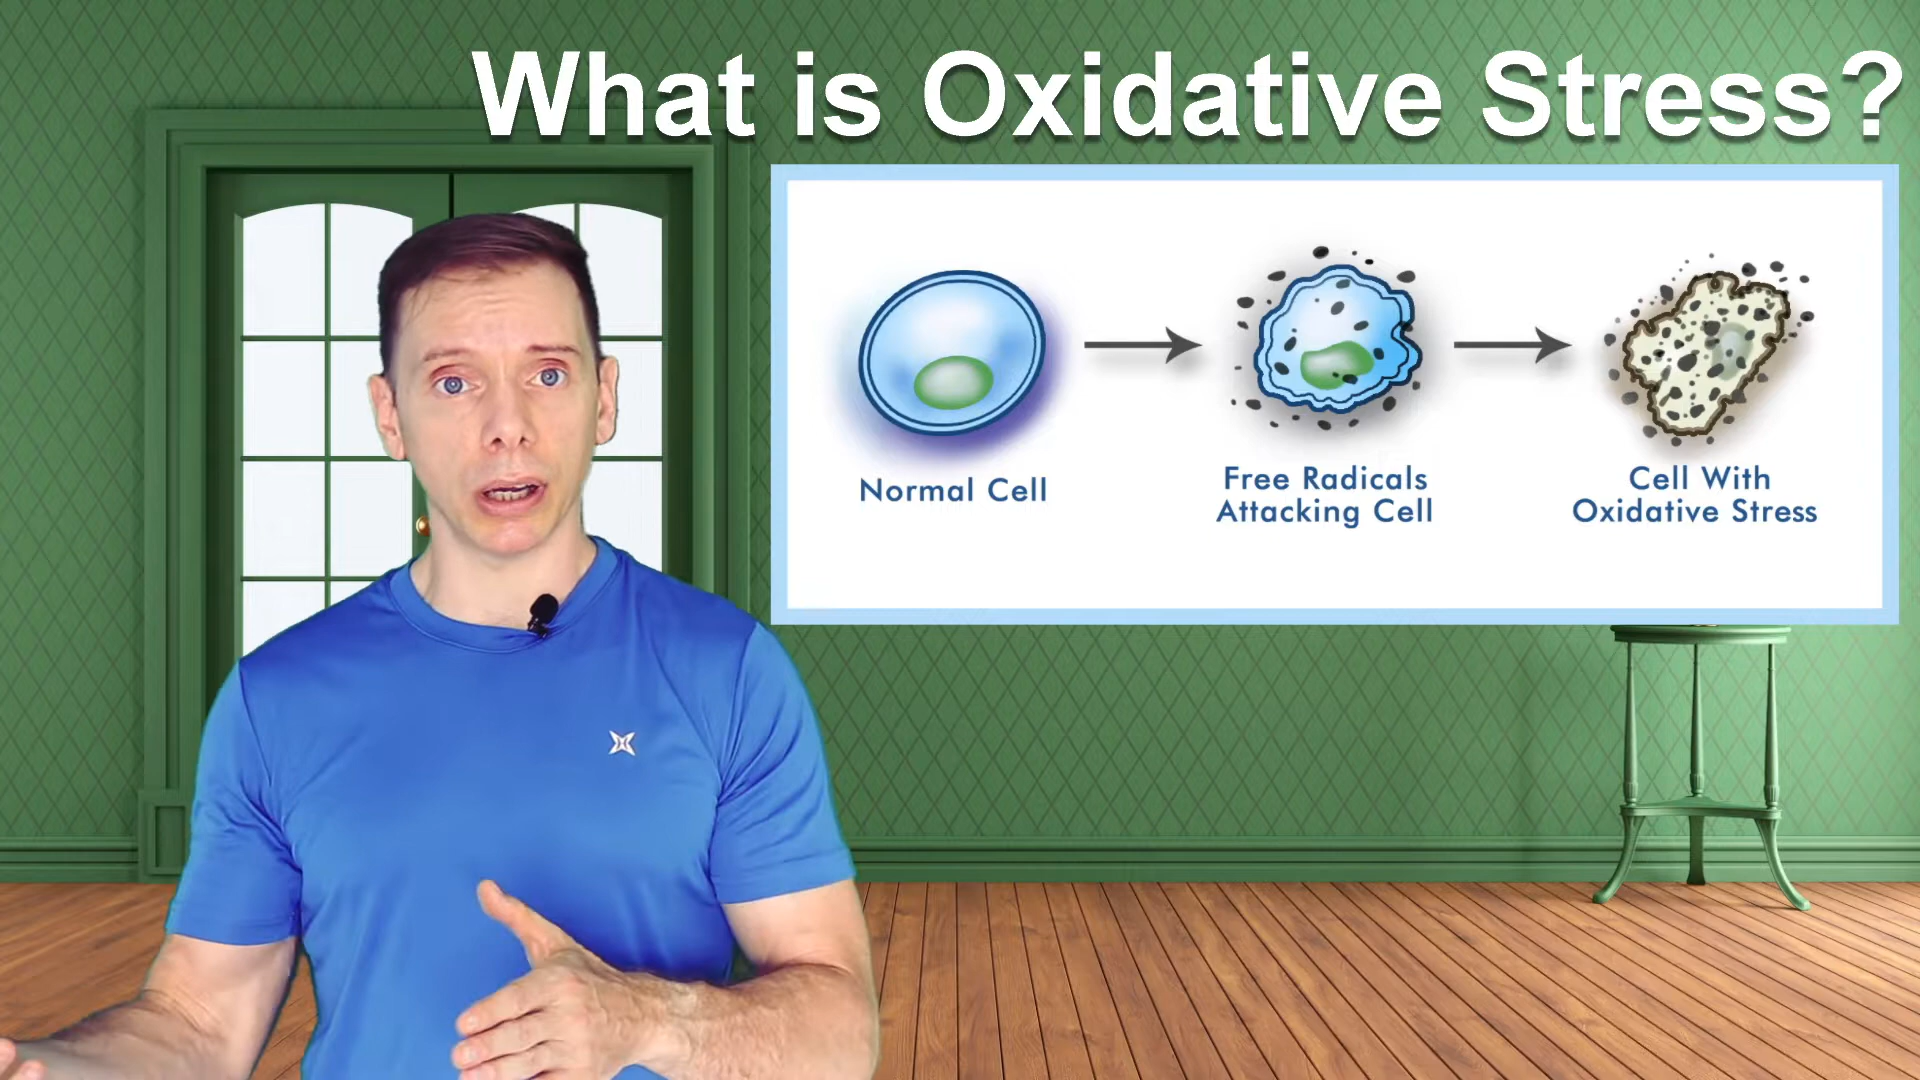 What is Oxidative Stress?
Normal Cell
Free Radicals
Attacking Cell
Cell With
Oxidative Stress